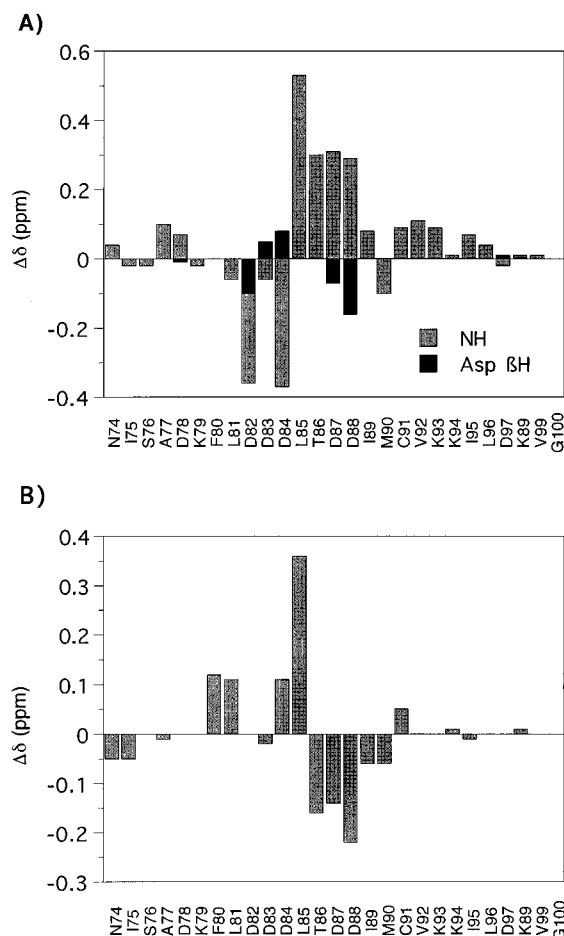 A)
0.6
0.4
0.2
0
-0.2
-0.4
Δδ (ppm)
NH
Asp ßH
N74 I75 S76 A77 D78 K79 F80 L81 D82 D83 D84 L85 T86 D87 D88 I89 M90 C91 V92 K93 K94 I95 L96 D97 K89 V99 G100
B)
0.4
0.3
0.2
0.1
0
-0.1
-0.2
-0.3
Δδ (ppm)
N74 I75 S76 A77 D78 K79 F80 L81 D82 D83 D84 L85 T86 D87 D88 I89 M90 C91 V92 K93 K94 I95 L96 D97 K89 V99 G100